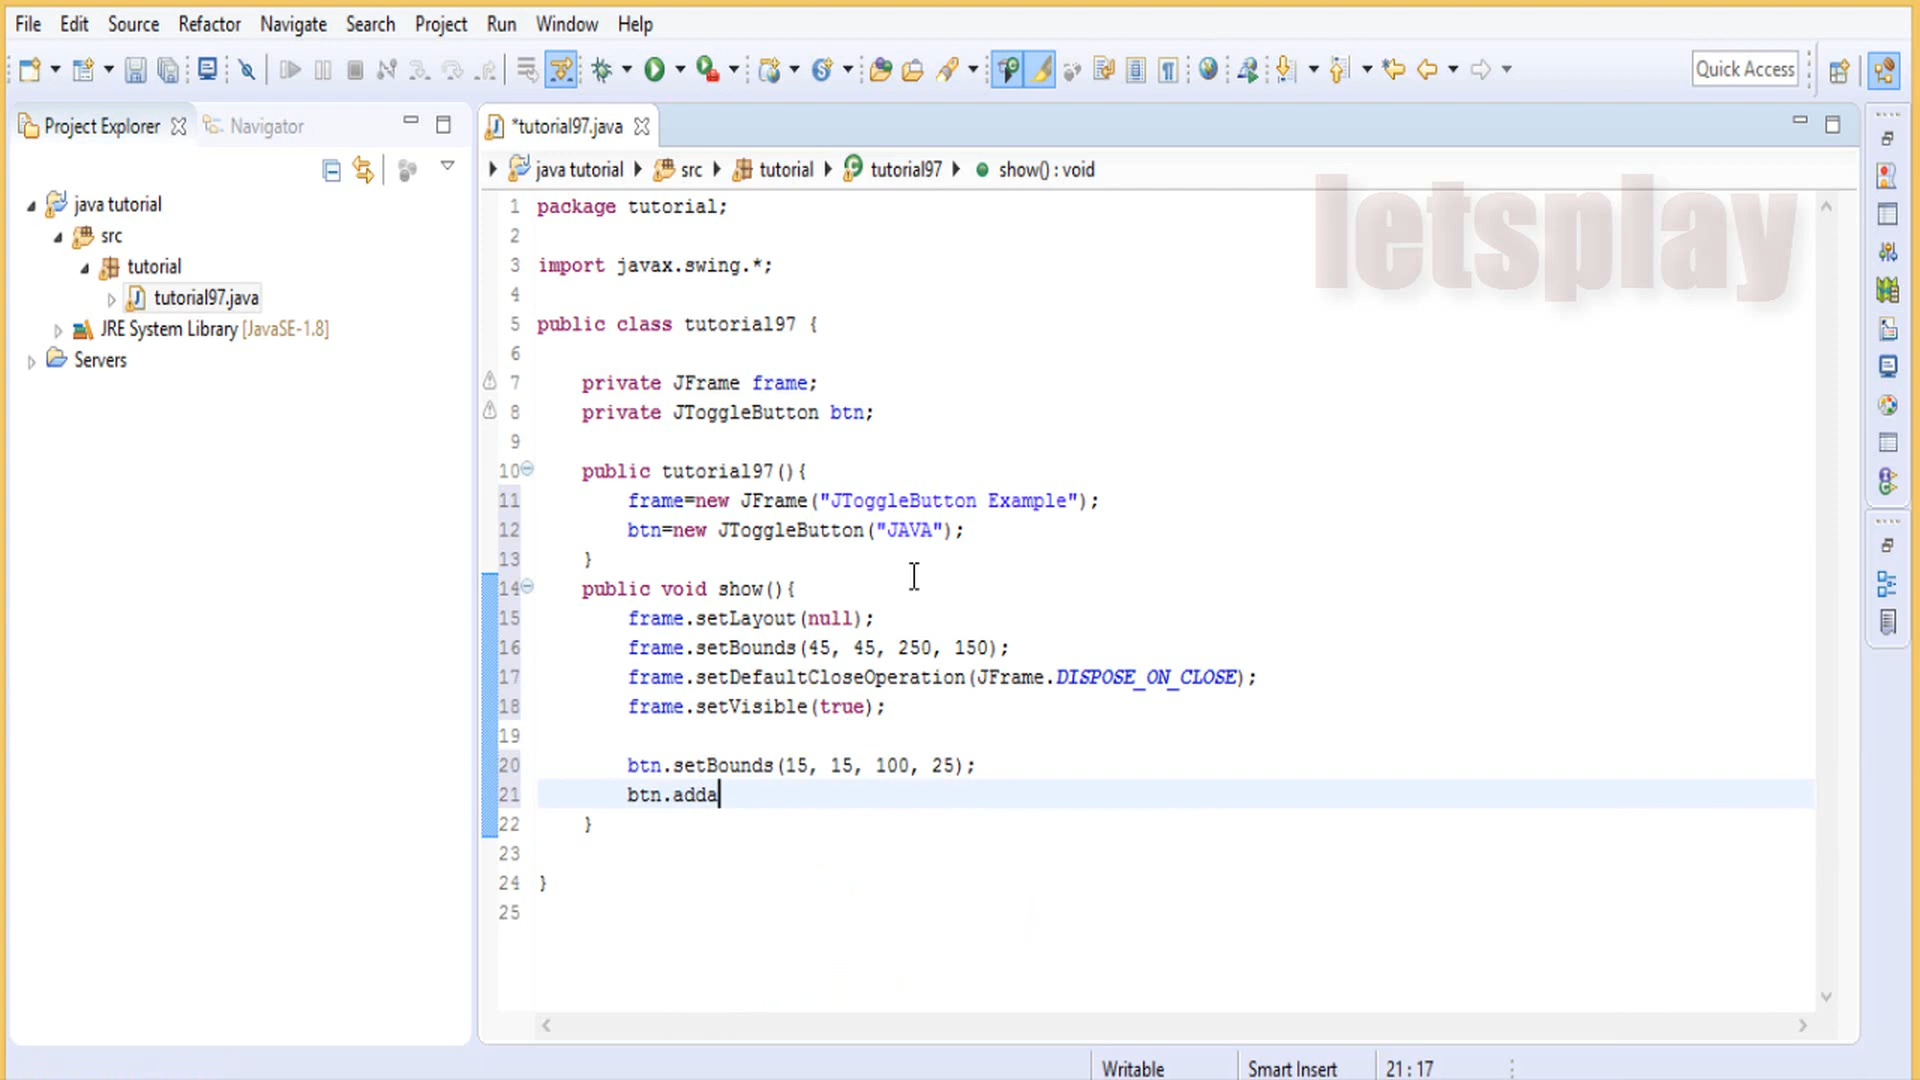 File Edit Source Refactor Navigate Search Project Run Window Help
Quick Access
Project Explorer Navigator
*tutorial97.java
java tutorial src tutorial tutorial97 show() : void
letsplay
java tutorial
src
tutorial
tutorial97.java
JRE System Library [JavaSE-1.8]
Servers
1 package tutorial;
2
3 import javax.swing.*;
4
5 public class tutorial97 {
6
7 private JFrame frame;
8 private JToggleButton btn;
9
10 public tutorial97(){
11 frame=new JFrame("JToggleButton Example");
12 btn=new JToggleButton("JAVA");
13 }
14 public void show(){
15 frame.setLayout(null);
16 frame.setBounds(45, 45, 250, 150);
17 frame.setDefaultCloseOperation(JFrame.DISPOSE_ON_CLOSE);
18 frame.setVisible(true);
19
20 btn.setBounds(15, 15, 100, 25);
21 btn.adda
22 }
23
24 }
25
Writable Smart Insert 21 : 17